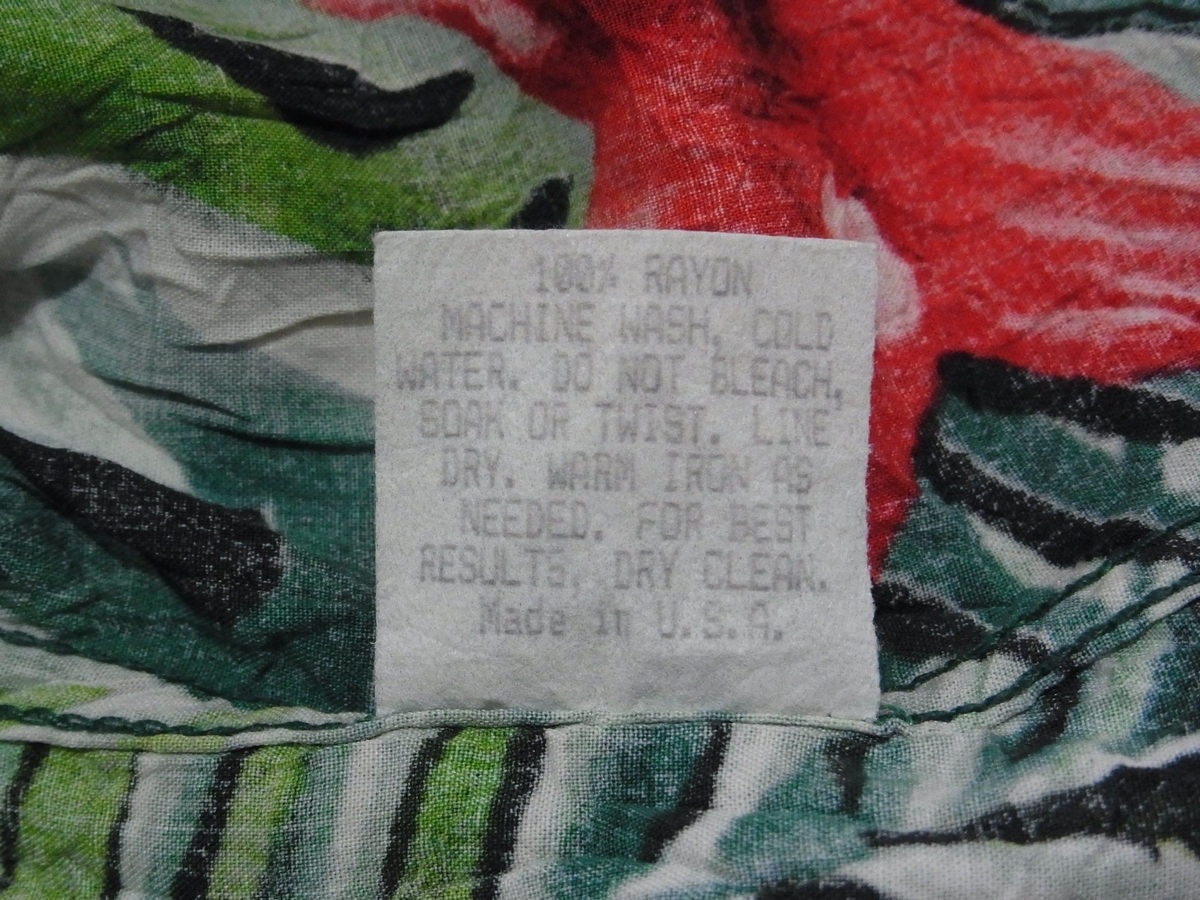 100% RAYON
MACHINE WASH, COLD
WATER. DO NOT BLEACH,
SOAK OR TWIST. LINE
DRY. WARM IRON AS
NEEDED. FOR BEST
RESULTS, DRY CLEAN.
Made in U.S.A.